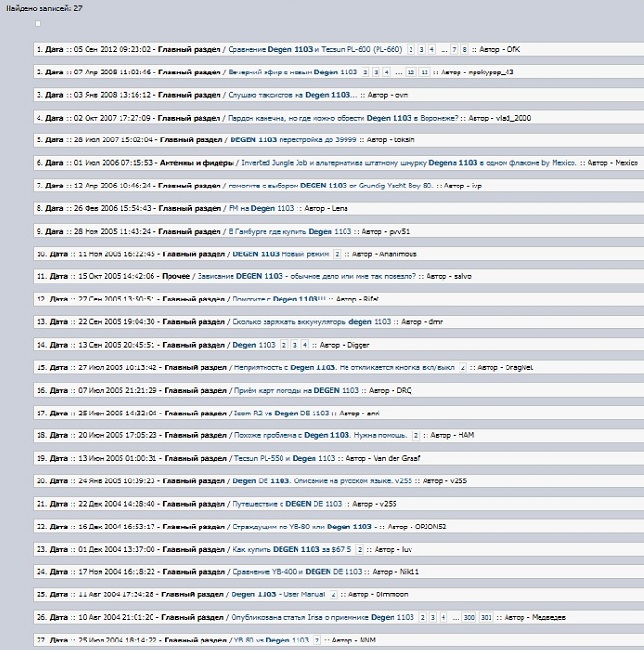 Найдено записей: 27
1. Дата :: 05 Сен 2012 09:23:02 - Главный раздел / Сравнение Degen 1103 и Tecsun PL-600 (PL-660) 2 3 4 ... 7 8 :: Автор - OfK
2. Дата :: 07 Апр 2008 11:02:46 - Главный раздел / Вечерний эфир с новым Degen 1103 2 3 4 ... :: Автор - prokypop_43
3. Дата :: 03 Янв 2008 13:16:12 - Главный раздел / Слушаю таксистов на Degen 1103... :: Автор - ovn
4. Дата :: 02 Окт 2007 17:27:09 - Главный раздел / Пардон канечна, но где можно обрести Degen 1103 в Воронеже? :: Автор - vlad_2000
5. Дата :: 28 Июл 2007 15:02:04 - Главный раздел / DEGEN 1103 перестройка до 39999 :: Автор - toksin
6. Дата :: 01 Июл 2006 07:15:53 - Антенны и фидеры / Inverted Jungle Job и альтернатива штатному шнурку Degena 1103 в одном флаконе by Mexico. :: Автор - Mexico
7. Дата :: 12 Апр 2006 10:46:24 - Главный раздел / помогите с выбором DEGEN 1103 or Grundig Yacht Boy 80. :: Автор - ivp
8. Дата :: 26 Фев 2006 15:54:43 - Главный раздел / FM на Degen 1103 :: Автор - Lena
9. Дата :: 28 Ноя 2005 11:43:24 - Главный раздел / В Гамбурге где купить Degen 1103 :: Автор - pvv51
10. Дата :: 11 Ноя 2005 16:22:45 - Главный раздел / DEGEN 1103 Новый режим 2 :: Автор - Ananimous
11. Дата :: 15 Окт 2005 14:42:06 - Прочее / Зависание DEGEN 1103 - обычное дело или мне так повезло? :: Автор - salvo
12. Дата :: 27 Сен 2005 13:50:5 - Главный раздел / Помогите с Degen 1103!!! :: Автор - Rifat
13. Дата :: 22 Сен 2005 19:04:30 - Главный раздел / Сколько заряжать аккумуляторы degen 1103 :: Автор - dmr
14. Дата :: 13 Сен 2005 20:45:51 - Главный раздел / Degen 1103 2 3 4 :: Автор - Digger
15. Дата :: 27 Июл 2005 10:13:42 - Главный раздел / Неприятность с Degen 1103. Не откликается кнопка вкл/выкл 2 :: Автор - DragNet
16. Дата :: 07 Июл 2005 21:21:29 - Главный раздел / Приём карт погоды на DEGEN 1103 :: Автор - DRQ
17. Дата :: 28 Июн 2005 14:33:04 - Главный раздел / Icom R2 vs Degen DE 1103 :: Автор
18. Дата :: 20 Июн 2005 17:05:23 - Главный раздел / Похоже проблема с Degen 1103. Нужна помощь. 2 :: Автор - HAM
19. Дата :: 13 Июн 2005 01:00:31 - Главный раздел / Tecsun PL-550 и Degen 1103 :: Автор - Van der Graaf
20. Дата :: 24 Янв 2005 10:39:23 - Главный раздел / Degen DE 1103. Описание на русском языке. v255 :: Автор - v255
21. Дата :: 22 Дек 2004 14:28:40 - Главный раздел / Путешествие с DEGEN DE 1103 :: Автор - v255
22. Дата :: 16 Дек 2004 16:53:17 - Главный раздел / Страждущим по YB-80 или Degen 1103 - :: Автор - OPJON52
23. Дата :: 01 Дек 2004 13:37:00 - Главный раздел / Как купить DEGEN 1103 за $67.5 2 :: Автор - luv
24. Дата :: 17 Ноя 2004 16:18:22 - Главный раздел / Сравнение YB-400 и DEGEN DE 1103 :: Автор - Nik11
25. Дата :: 11 Авг 2004 17:34:28 - Главный раздел / Degen 1103 - User Manual 2 :: Автор - Dimmoon
26. Дата :: 10 Авг 2004 21:01:20 - Главный раздел / Опубликована статья Irsa о приемнике Degen 1103 2 3 4 ... 300 301 :: Автор - Медведев
27. Дата :: 25 Июл 2004 18:14:22 - Главный раздел / YB 80 vs Degen 1103 2 :: Автор - NNM